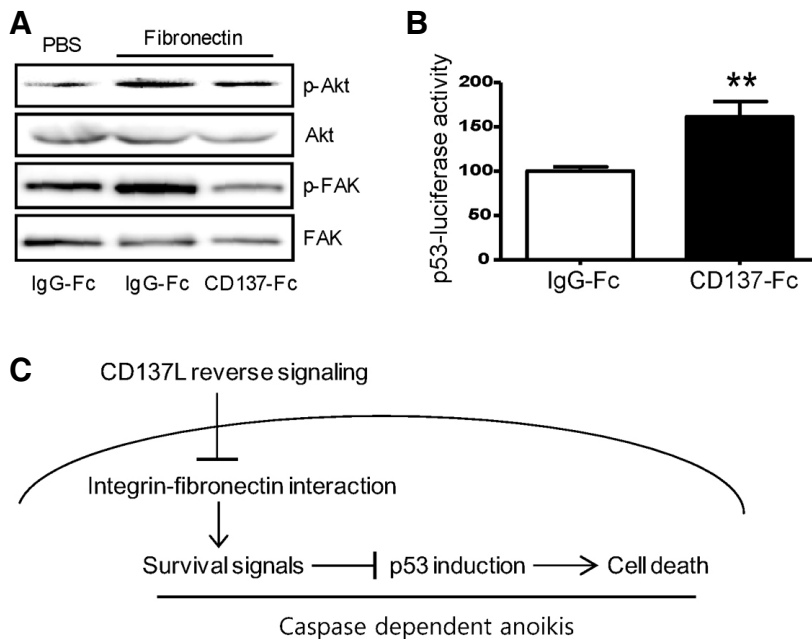 A
PBS
Fibronectin
p-Akt
Akt
p-FAK
FAK
IgG-Fc IgG-Fc CD137-Fc
B
p53-luciferase activity
200
150
100
50
0
**
IgG-Fc CD137-Fc
C
CD137L reverse signaling
Integrin-fibronectin interaction
Survival signals p53 induction Cell death
Caspase dependent anoikis